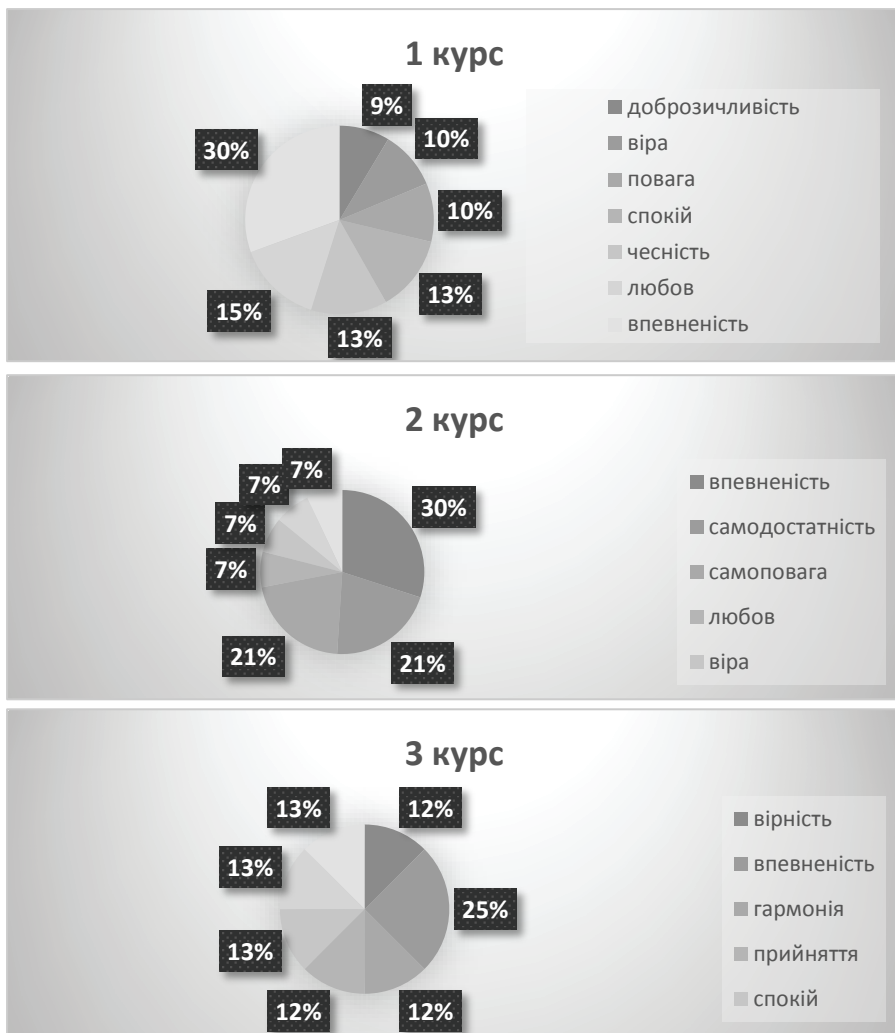 1 курс
9%
10%
10%
13%
13%
15%
30%
доброзичливість
віра
повага
спокій
чесність
любов
впевненість
2 курс
30%
21%
21%
7%
7%
7%
7%
впевненість
самодостатність
самоповага
любов
віра
3 курс
12%
25%
12%
12%
13%
13%
13%
вірність
впевненість
гармонія
прийняття
спокій